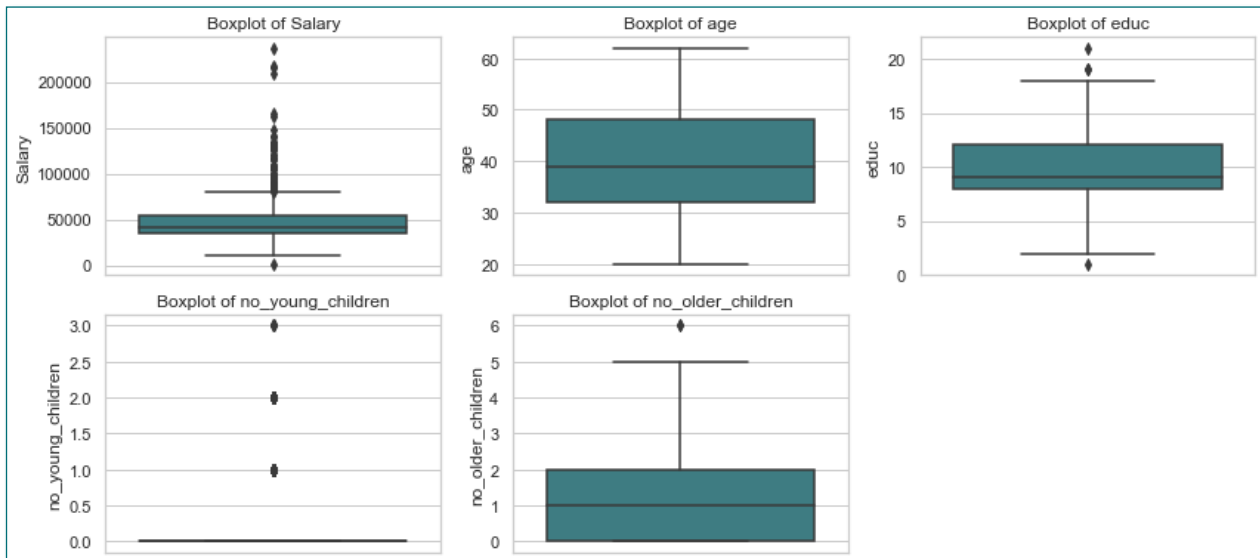 Boxplot of Salary
200000
150000
100000
50000
0
Salary
Boxplot of age
60
50
40
30
20
age
Boxplot of educ
20
15
10
5
0
educ
Boxplot of no_young_children
3.0
2.5
2.0
1.5
1.0
0.5
0.0
no_young_children
Boxplot of no_older_children
6
5
4
3
2
1
0
no_older_children